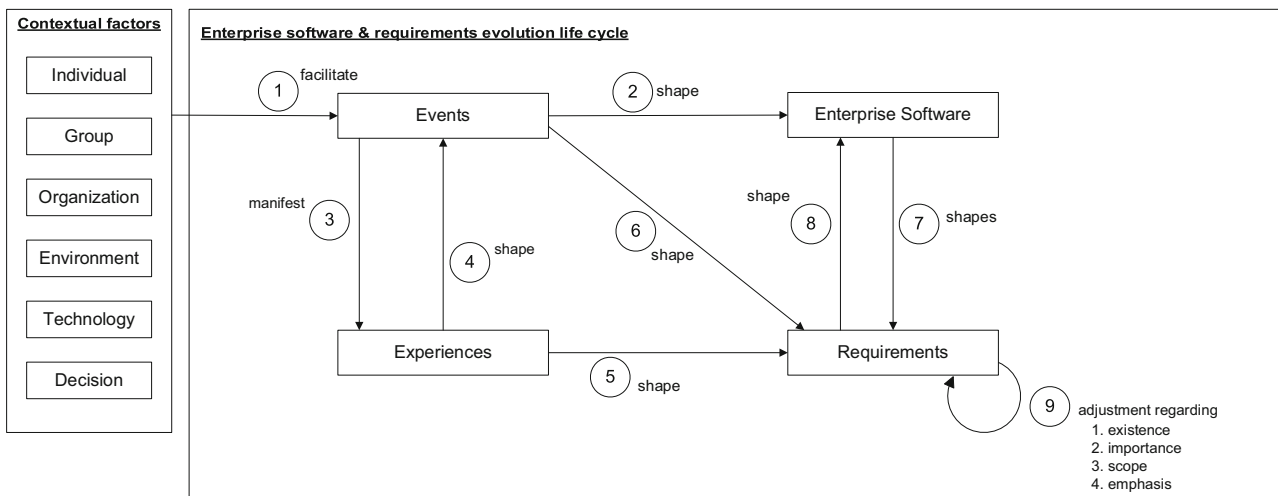 Contextual factors
Individual
Group
Organization
Environment
Technology
Decision
Enterprise software & requirements evolution life cycle
1 facilitate
Events
2 shape
Enterprise Software
manifest 3
4 shape
6 shape
shape 8
7 shapes
Experiences
5 shape
Requirements
9 adjustment regarding
1. existence
2. importance
3. scope
4. emphasis